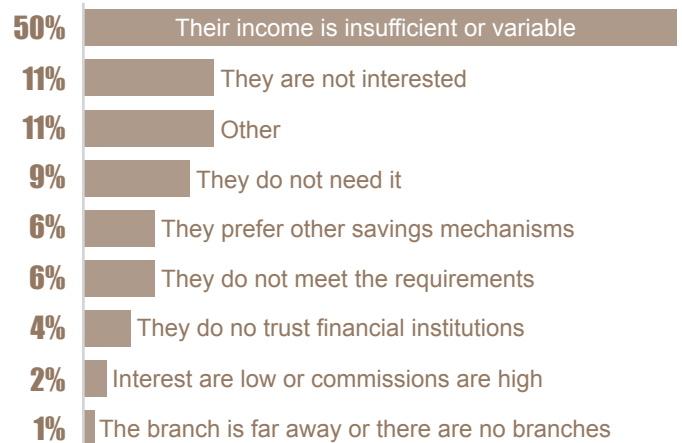 50% Their income is insufficient or variable
11% They are not interested
11% Other
9% They do not need it
6% They prefer other savings mechanisms
6% They do not meet the requirements
4% They do no trust financial institutions
2% Interest are low or commissions are high
1% The branch is far away or there are no branches